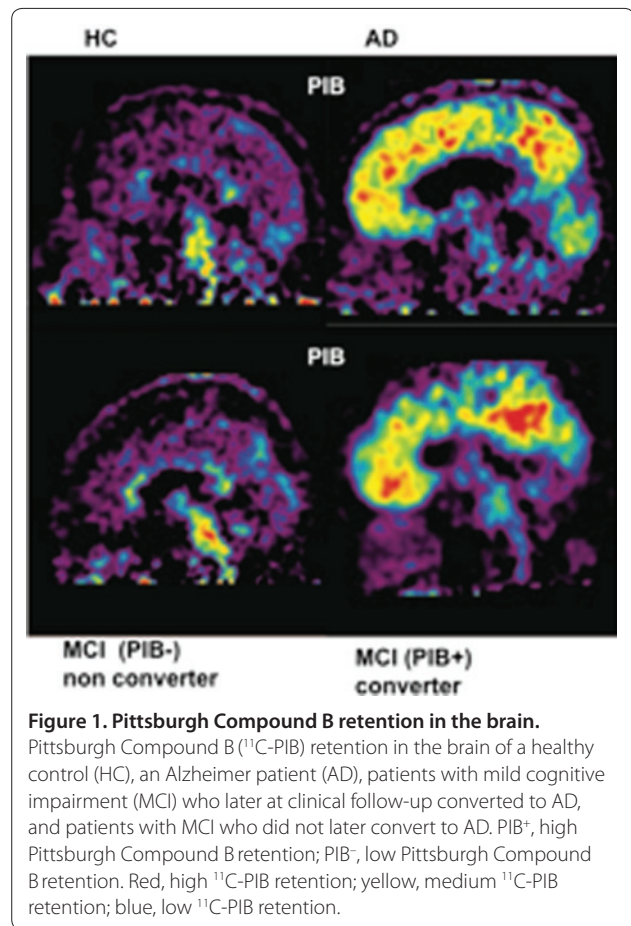 HC AD
PIB
PIB
MCI (PIB-) MCI (PIB+)
non converter converter
Figure 1. Pittsburgh Compound B retention in the brain.
Pittsburgh Compound B (¹¹C-PIB) retention in the brain of a healthy
control (HC), an Alzheimer patient (AD), patients with mild cognitive
impairment (MCI) who later at clinical follow-up converted to AD,
and patients with MCI who did not later convert to AD. PIB⁺, high
Pittsburgh Compound B retention; PIB⁻, low Pittsburgh Compound
B retention. Red, high ¹¹C-PIB retention; yellow, medium ¹¹C-PIB
retention; blue, low ¹¹C-PIB retention.